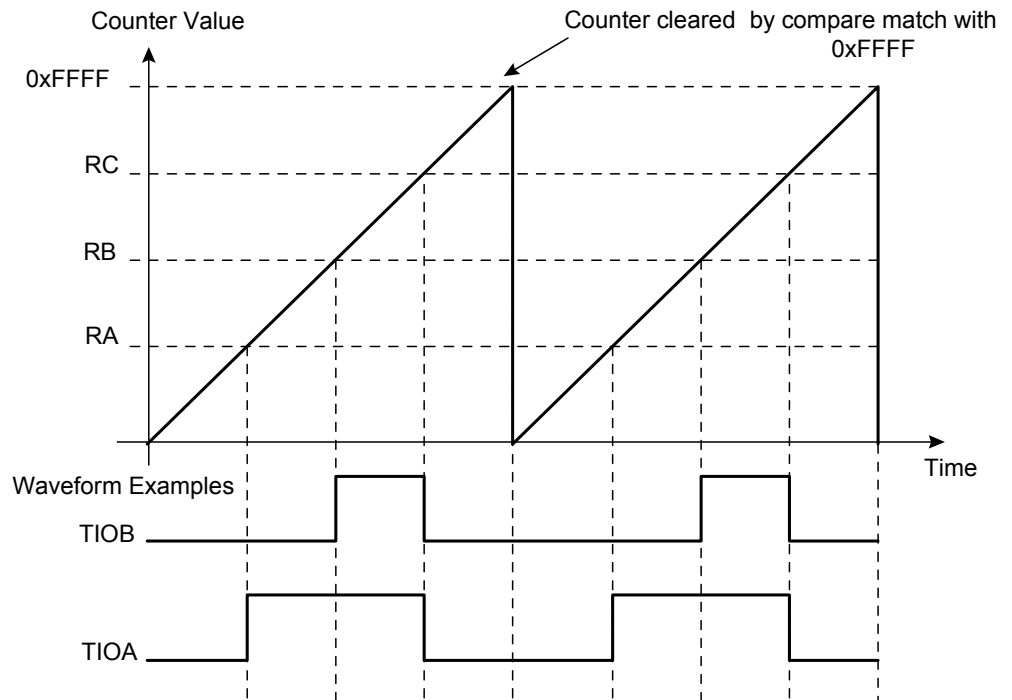 Counter Value
Counter cleared by compare match with
0xFFFF
0xFFFF
RC
RB
RA
Time
Waveform Examples
TIOB
TIOA